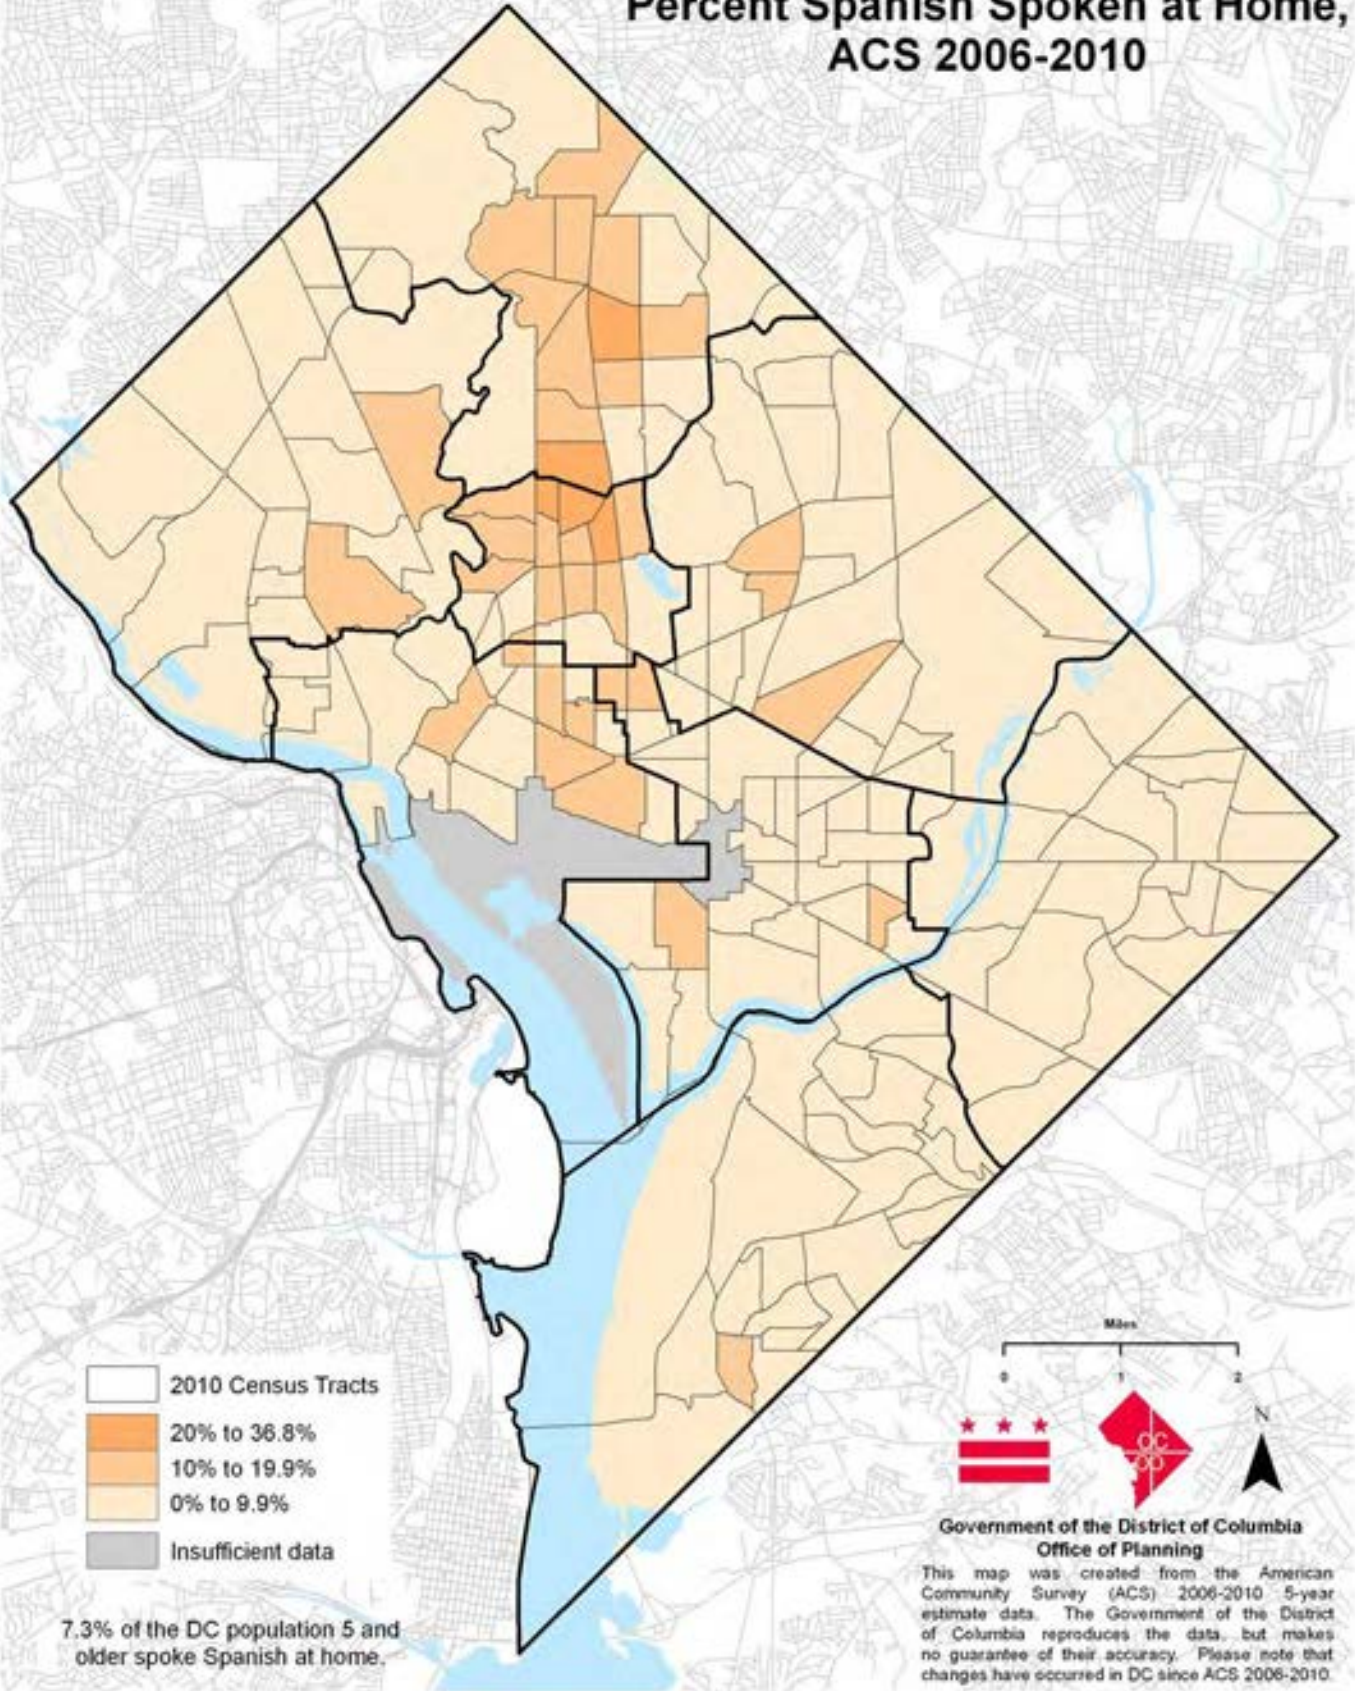 Percent Spanish Spoken at Home,
ACS 2006-2010
2010 Census Tracts
20% to 36.8%
10% to 19.9%
0% to 9.9%
Insufficient data
7.3% of the DC population 5 and
older spoke Spanish at home.
Miles
0 1 2
N
DC
OP
Government of the District of Columbia
Office of Planning
This map was created from the American
Community Survey (ACS) 2006-2010 5-year
estimate data. The Government of the District
of Columbia reproduces the data, but makes
no guarantee of their accuracy. Please note that
changes have occurred in DC since ACS 2006-2010.